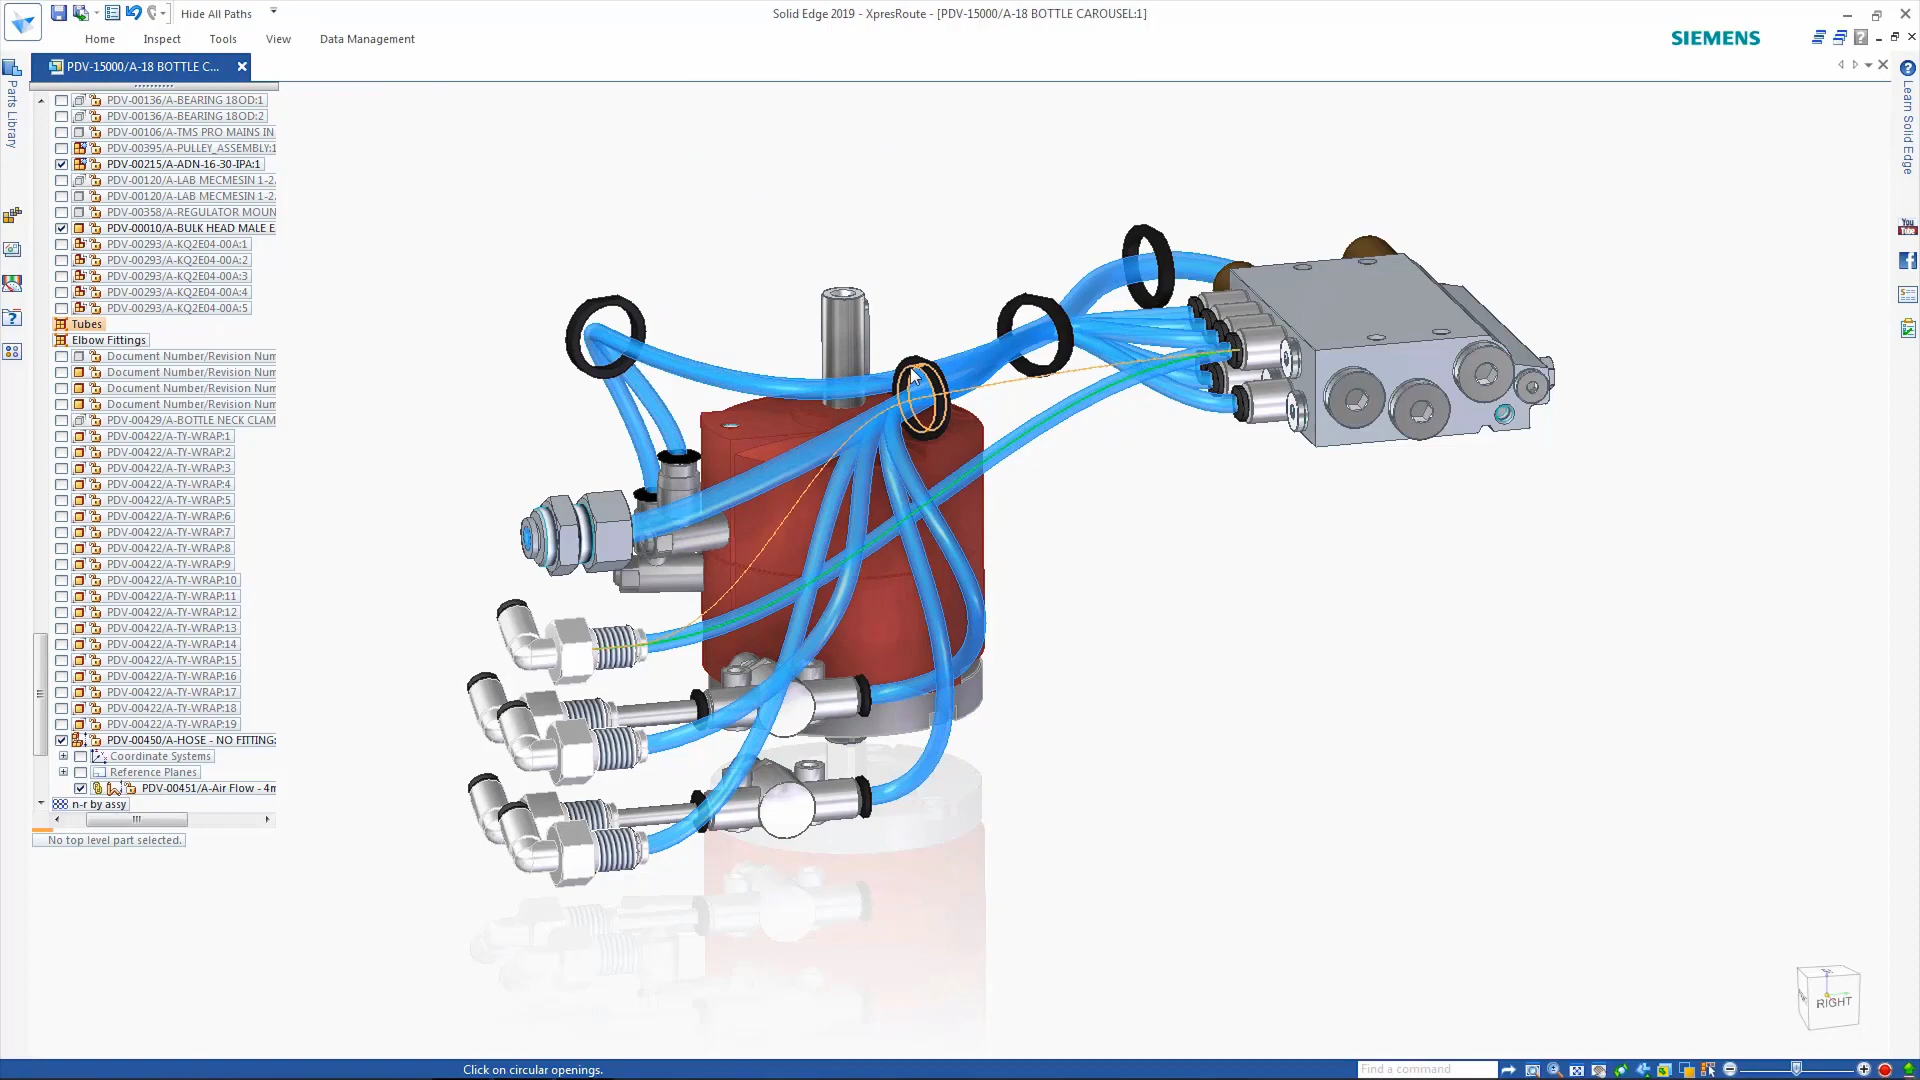 Hide All Paths
Solid Edge 2019 - XpresRoute - [PDV-15000/A-18 BOTTLE CAROUSEL:1]
Home
Inspect
Tools
View
Data Management
SIEMENS
PDV-15000/A-18 BOTTLE C...
Parts Library
Learn Solid Edge
You
Tube
PDV-00136/A-BEARING 18OD:1
PDV-00136/A-BEARING 18OD:2
PDV-00106/A-TMS PRO MAINS IN
PDV-00395/A-PULLEY_ASSEMBLY:1
PDV-00215/A-ADN-16-30-IPA:1
PDV-00120/A-LAB MECMESIN 1-2.
PDV-00120/A-LAB MECMESIN 1-2.
PDV-00358/A-REGULATOR MOUN
PDV-00010/A-BULK HEAD MALE E
PDV-00293/A-KQ2E04-00A:1
PDV-00293/A-KQ2E04-00A:2
PDV-00293/A-KQ2E04-00A:3
PDV-00293/A-KQ2E04-00A:4
PDV-00293/A-KQ2E04-00A:5
Tubes
Elbow Fittings
Document Number/Revision Num
Document Number/Revision Num
Document Number/Revision Num
Document Number/Revision Num
PDV-00429/A-BOTTLE NECK CLAM
PDV-00422/A-TY-WRAP:1
PDV-00422/A-TY-WRAP:2
PDV-00422/A-TY-WRAP:3
PDV-00422/A-TY-WRAP:4
PDV-00422/A-TY-WRAP:5
PDV-00422/A-TY-WRAP:6
PDV-00422/A-TY-WRAP:7
PDV-00422/A-TY-WRAP:8
PDV-00422/A-TY-WRAP:9
PDV-00422/A-TY-WRAP:10
PDV-00422/A-TY-WRAP:11
PDV-00422/A-TY-WRAP:12
PDV-00422/A-TY-WRAP:13
PDV-00422/A-TY-WRAP:14
PDV-00422/A-TY-WRAP:15
PDV-00422/A-TY-WRAP:16
PDV-00422/A-TY-WRAP:17
PDV-00422/A-TY-WRAP:18
PDV-00422/A-TY-WRAP:19
PDV-00450/A-HOSE - NO FITTING:
Coordinate Systems
Reference Planes
PDV-00451/A-Air Flow - 4m
n-r by assy
No top level part selected.
RIGHT
Click on circular openings.
Find a command